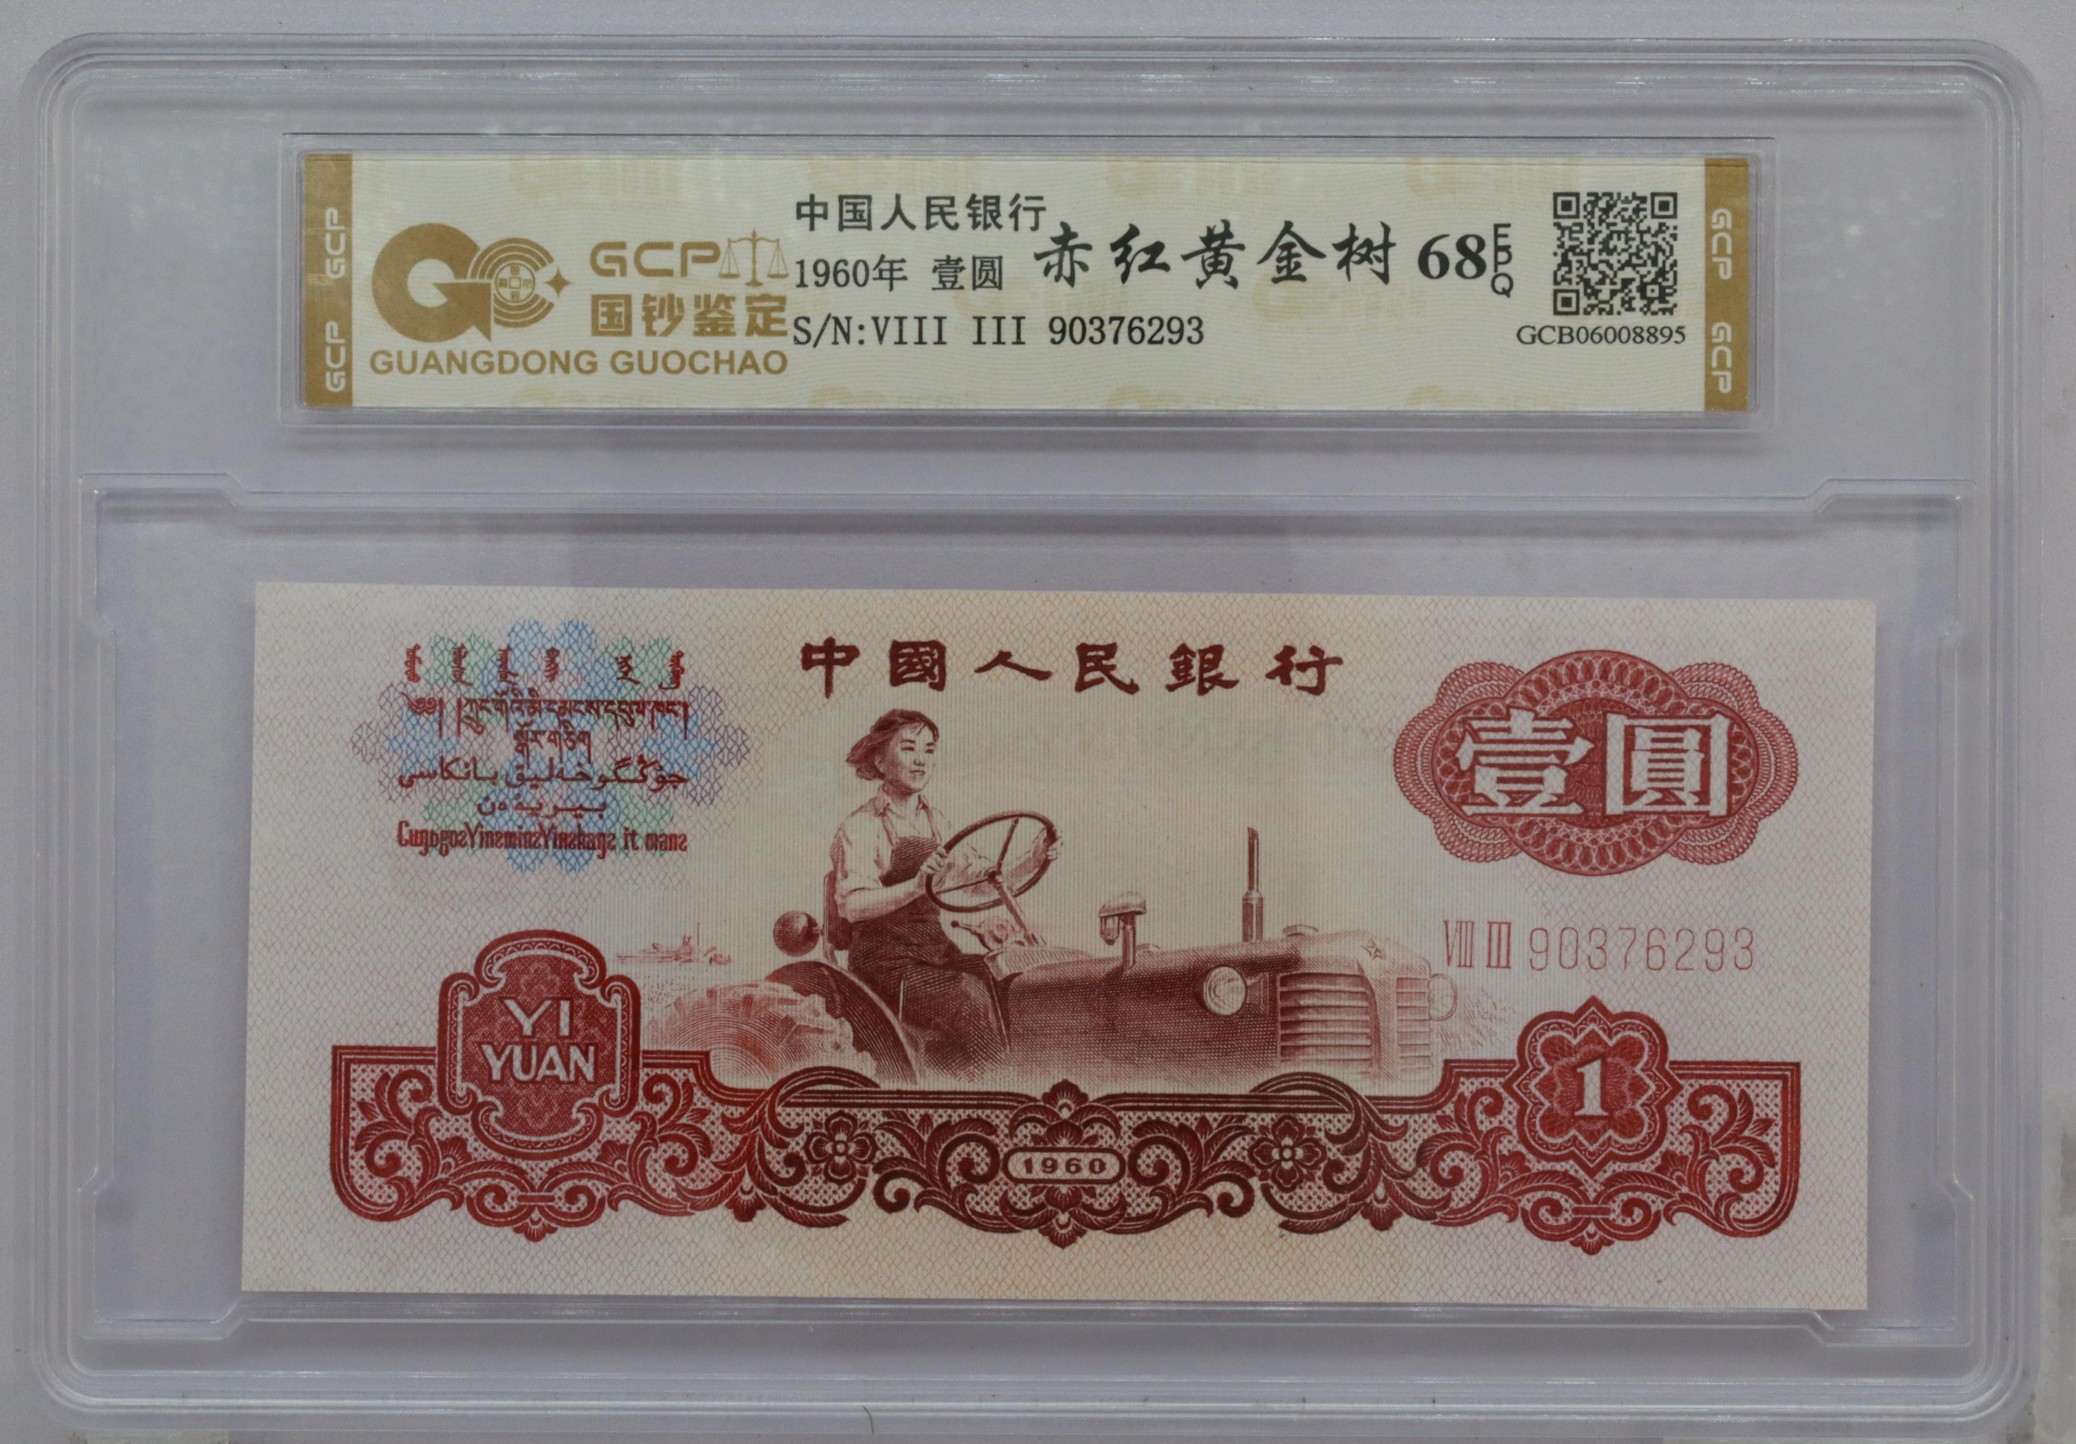 GCP
GCP
GCP
国钞鉴定
GUANGDONG GUOCHAO
中国人民银行
1960年 壹圆
S/N:VIII III 90376293
赤红黄金树 68 EPQ
GCB06008895
GCP
GCP
中國人民銀行
壹圓
VIII III 90376293
YI
YUAN
1960
1